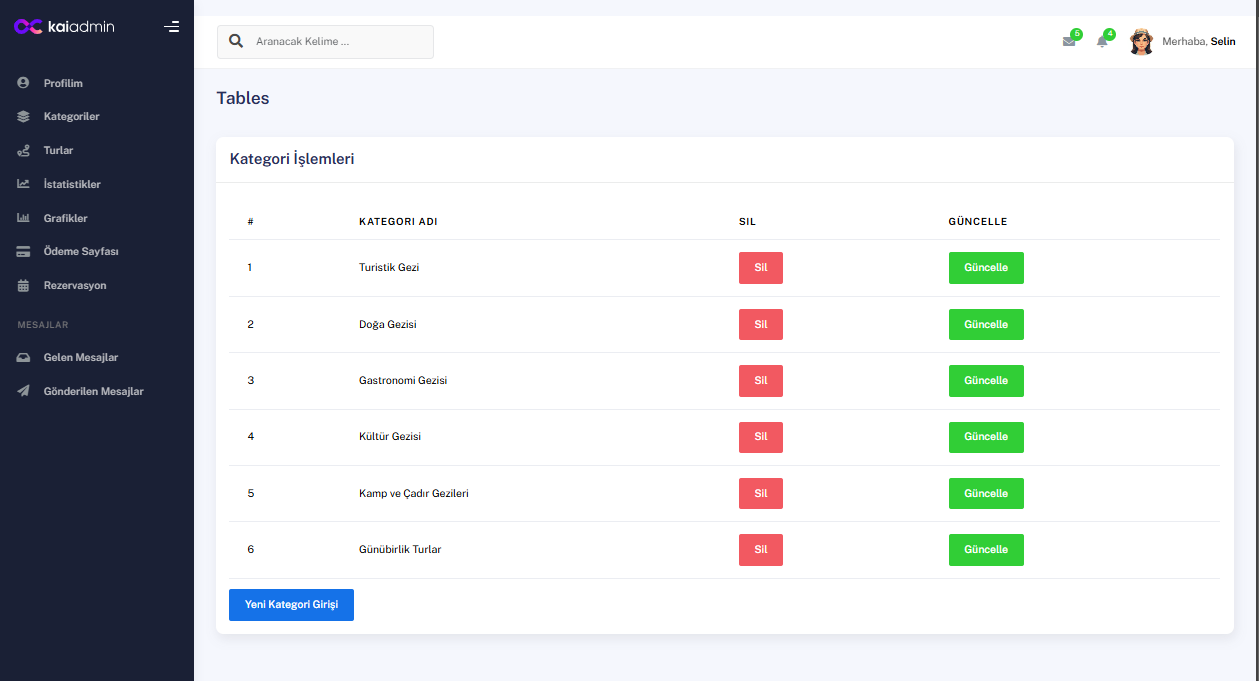 kaiadmin
Aranacak Kelime ...
5
4
Merhaba, Selin
Profilim
Kategoriler
Turlar
İstatistikler
Grafikler
Ödeme Sayfası
Rezervasyon
MESAJLAR
Gelen Mesajlar
Gönderilen Mesajlar
Tables
Kategori İşlemleri
# KATEGORI ADI SIL GÜNCELLE
1 Turistik Gezi Sil Güncelle
2 Doğa Gezisi Sil Güncelle
3 Gastronomi Gezisi Sil Güncelle
4 Kültür Gezisi Sil Güncelle
5 Kamp ve Çadır Gezileri Sil Güncelle
6 Günübirlik Turlar Sil Güncelle
Yeni Kategori Girişi